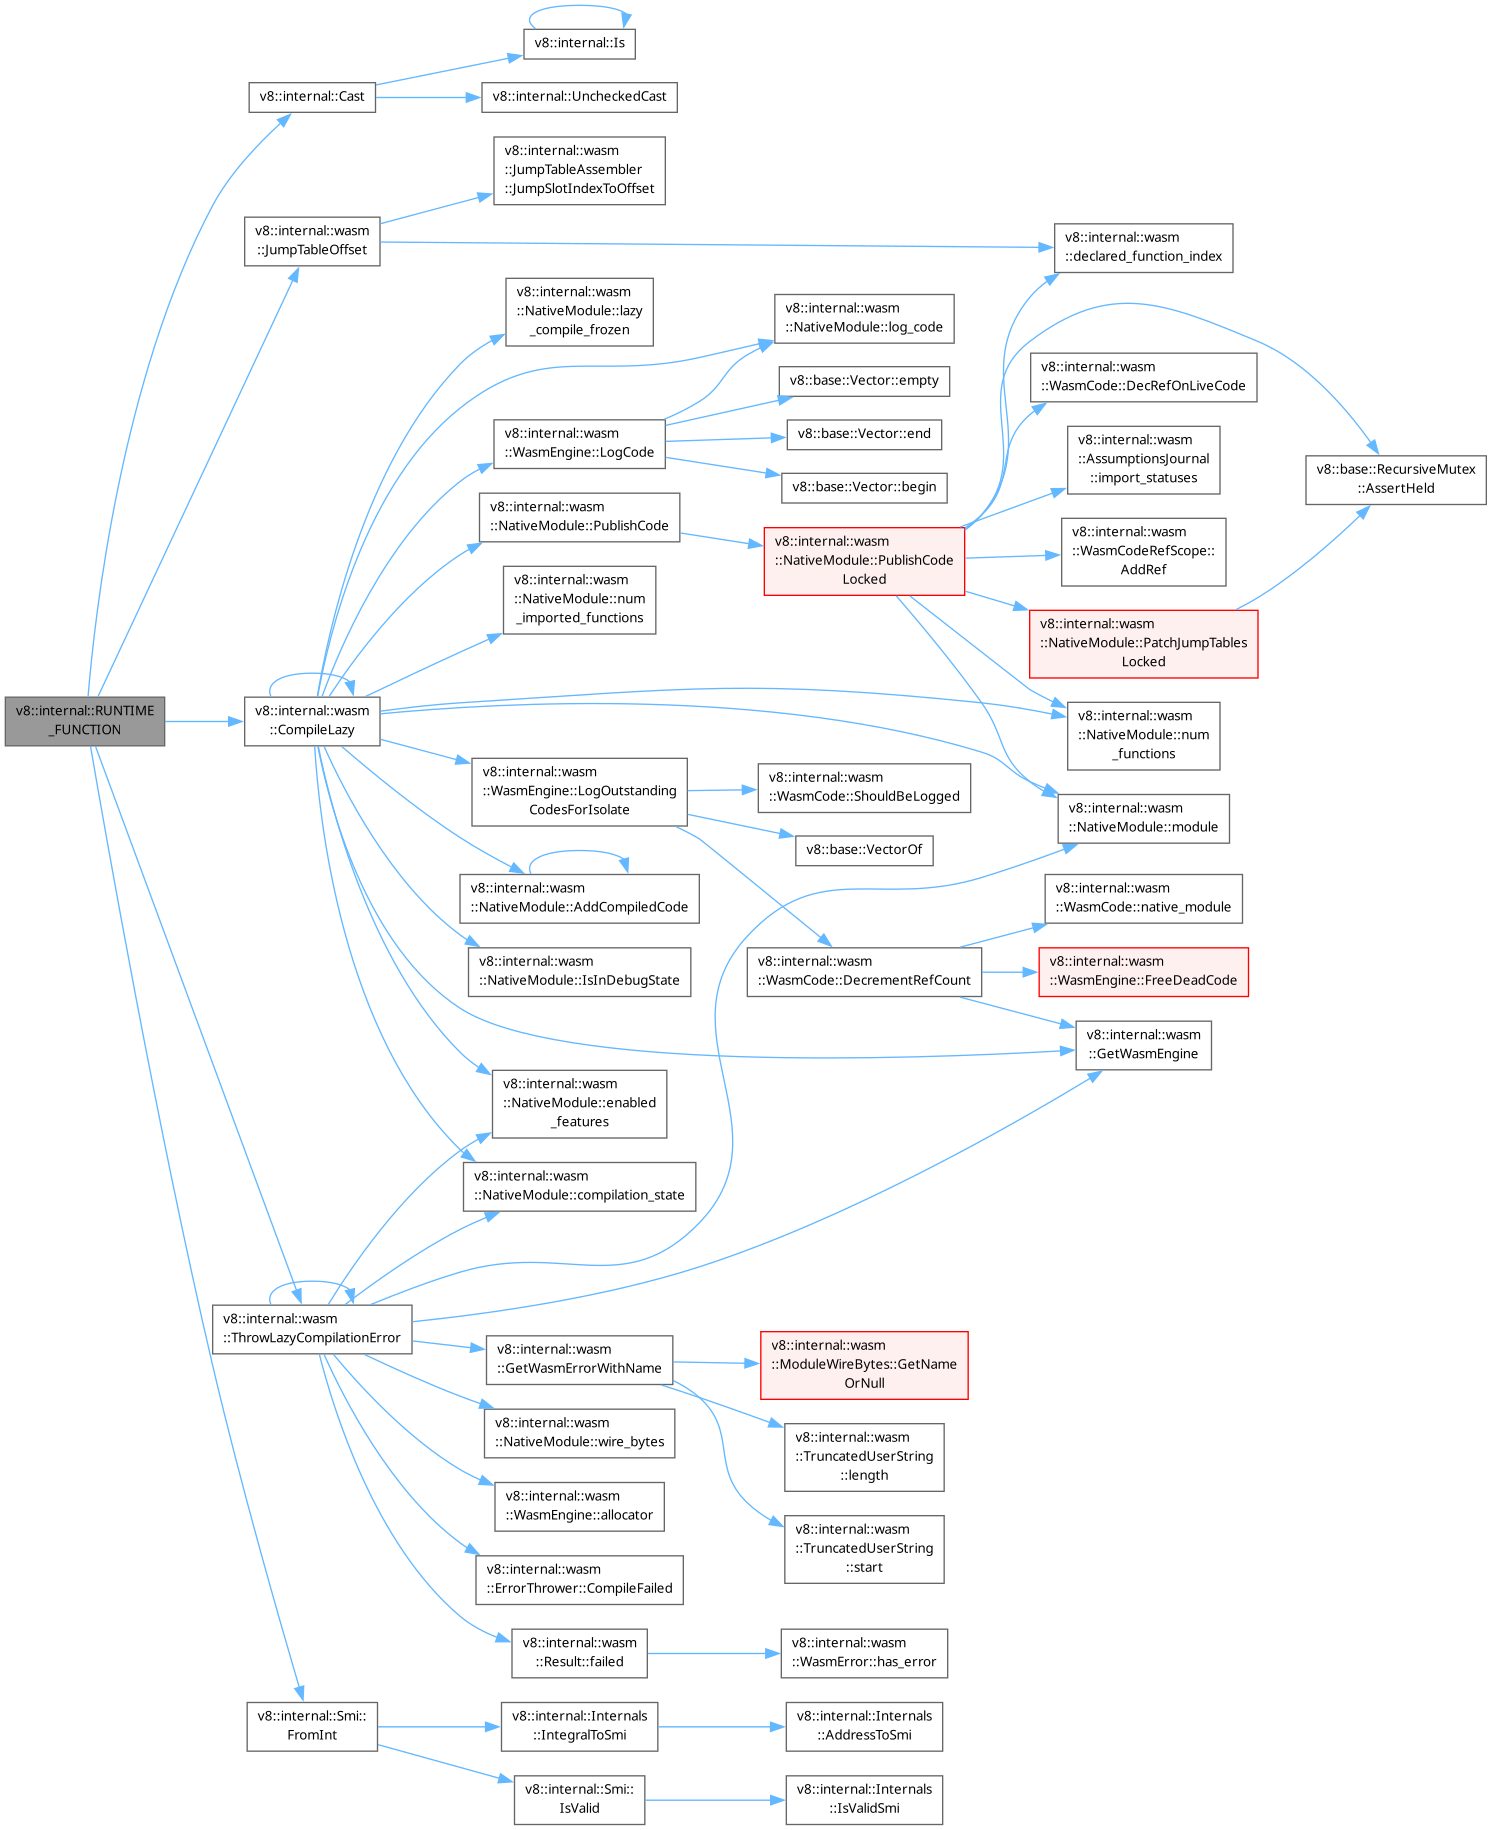 v8::internal::Is
v8::internal::Cast
v8::internal::UncheckedCast
v8::internal::wasm
::JumpTableAssembler
::JumpSlotIndexToOffset
v8::internal::wasm
::JumpTableOffset
v8::internal::wasm
::declared_function_index
v8::internal::wasm
::NativeModule::lazy
_compile_frozen
v8::internal::wasm
::NativeModule::log_code
v8::base::Vector::empty
v8::internal::wasm
::WasmCode::DecRefOnLiveCode
v8::internal::wasm
::WasmEngine::LogCode
v8::base::Vector::end
v8::base::Vector::begin
v8::internal::wasm
::AssumptionsJournal
::import_statuses
v8::base::RecursiveMutex
::AssertHeld
v8::internal::wasm
::NativeModule::PublishCode
v8::internal::wasm
::NativeModule::PublishCode
Locked
v8::internal::wasm
::WasmCodeRefScope::
AddRef
v8::internal::wasm
::NativeModule::num
_imported_functions
v8::internal::wasm
::NativeModule::PatchJumpTables
Locked
v8::internal::RUNTIME
_FUNCTION
v8::internal::wasm
::CompileLazy
v8::internal::wasm
::NativeModule::num
_functions
v8::internal::wasm
::WasmEngine::LogOutstanding
CodesForIsolate
v8::internal::wasm
::WasmCode::ShouldBeLogged
v8::internal::wasm
::NativeModule::module
v8::base::VectorOf
v8::internal::wasm
::NativeModule::AddCompiledCode
v8::internal::wasm
::WasmCode::native_module
v8::internal::wasm
::NativeModule::IsInDebugState
v8::internal::wasm
::WasmCode::DecrementRefCount
v8::internal::wasm
::WasmEngine::FreeDeadCode
v8::internal::wasm
::GetWasmEngine
v8::internal::wasm
::NativeModule::enabled
_features
v8::internal::wasm
::NativeModule::compilation_state
v8::internal::wasm
::ThrowLazyCompilationError
v8::internal::wasm
::GetWasmErrorWithName
v8::internal::wasm
::ModuleWireBytes::GetName
OrNull
v8::internal::wasm
::NativeModule::wire_bytes
v8::internal::wasm
::TruncatedUserString
::length
v8::internal::wasm
::WasmEngine::allocator
v8::internal::wasm
::TruncatedUserString
::start
v8::internal::wasm
::ErrorThrower::CompileFailed
v8::internal::wasm
::Result::failed
v8::internal::wasm
::WasmError::has_error
v8::internal::Smi::
FromInt
v8::internal::Internals
::IntegralToSmi
v8::internal::Internals
::AddressToSmi
v8::internal::Smi::
IsValid
v8::internal::Internals
::IsValidSmi